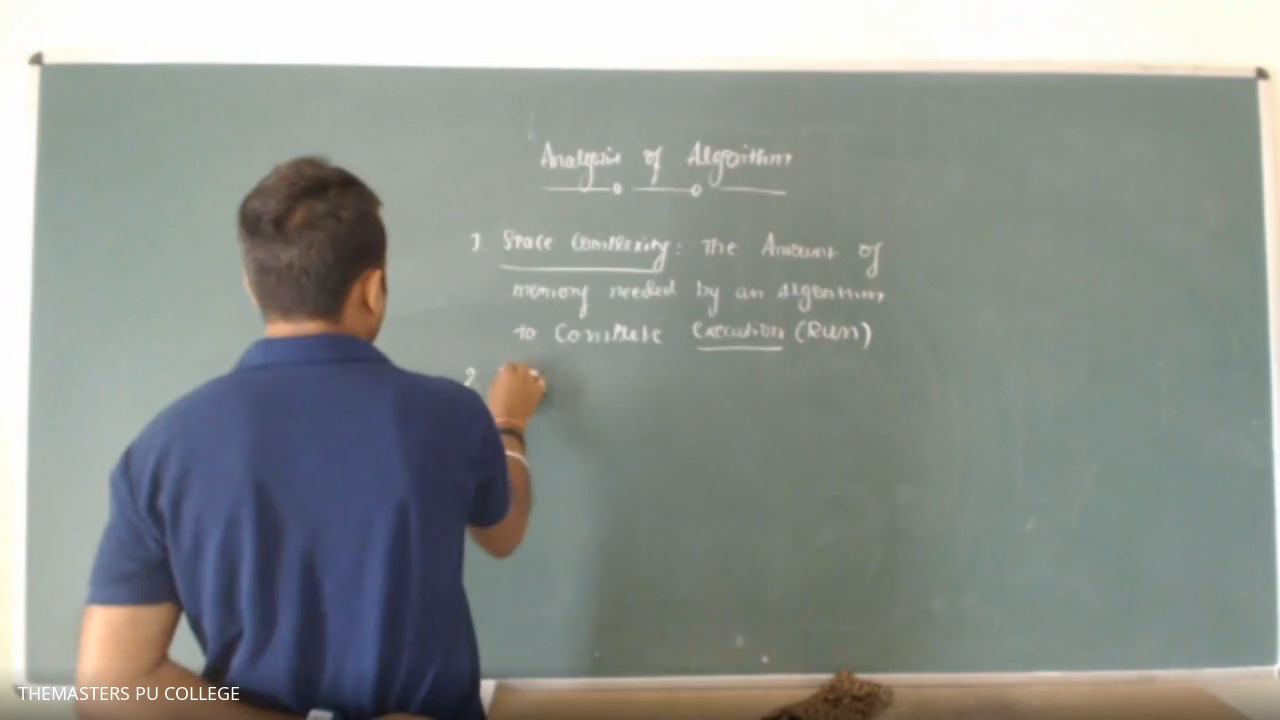 Analysis of Algorithm
1. Space Complexity: The Amount of
memory needed by an algorithm
to Complete Execution (Run)
2.
THEMASTERS PU COLLEGE